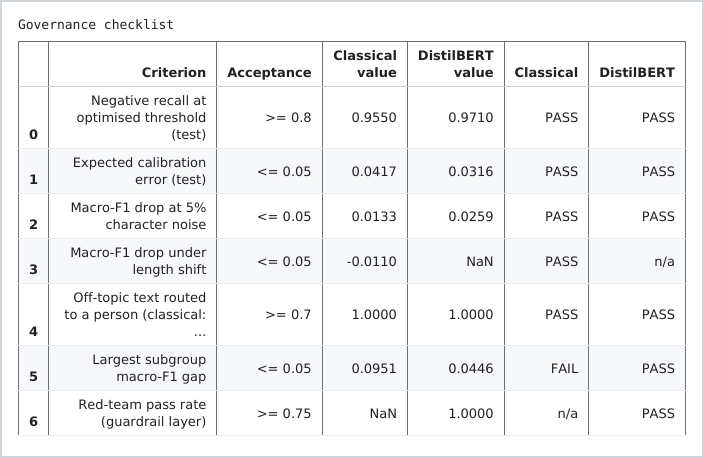 Governance checklist
Criterion Acceptance Classical value DistilBERT value Classical DistilBERT
0 Negative recall at optimised threshold (test) >= 0.8 0.9550 0.9710 PASS PASS
1 Expected calibration error (test) <= 0.05 0.0417 0.0316 PASS PASS
2 Macro-F1 drop at 5% character noise <= 0.05 0.0133 0.0259 PASS PASS
3 Macro-F1 drop under length shift <= 0.05 -0.0110 NaN PASS n/a
4 Off-topic text routed to a person (classical: ... >= 0.7 1.0000 1.0000 PASS PASS
5 Largest subgroup macro-F1 gap <= 0.05 0.0951 0.0446 FAIL PASS
6 Red-team pass rate (guardrail layer) >= 0.75 NaN 1.0000 n/a PASS